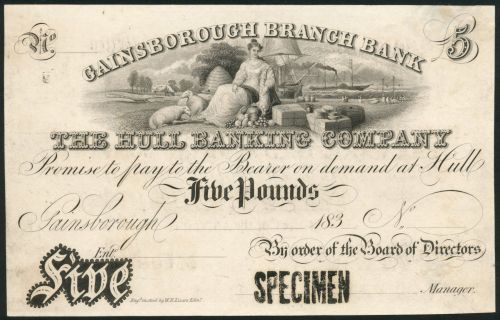 No
GAINSBOROUGH BRANCH BANK
5
THE HULL BANKING COMPANY
Promise to pay to the Bearer on demand at Hull
Five Pounds
Gainsborough 183 No
By order of the Board of Directors
Entd
Five
SPECIMEN
Manager.